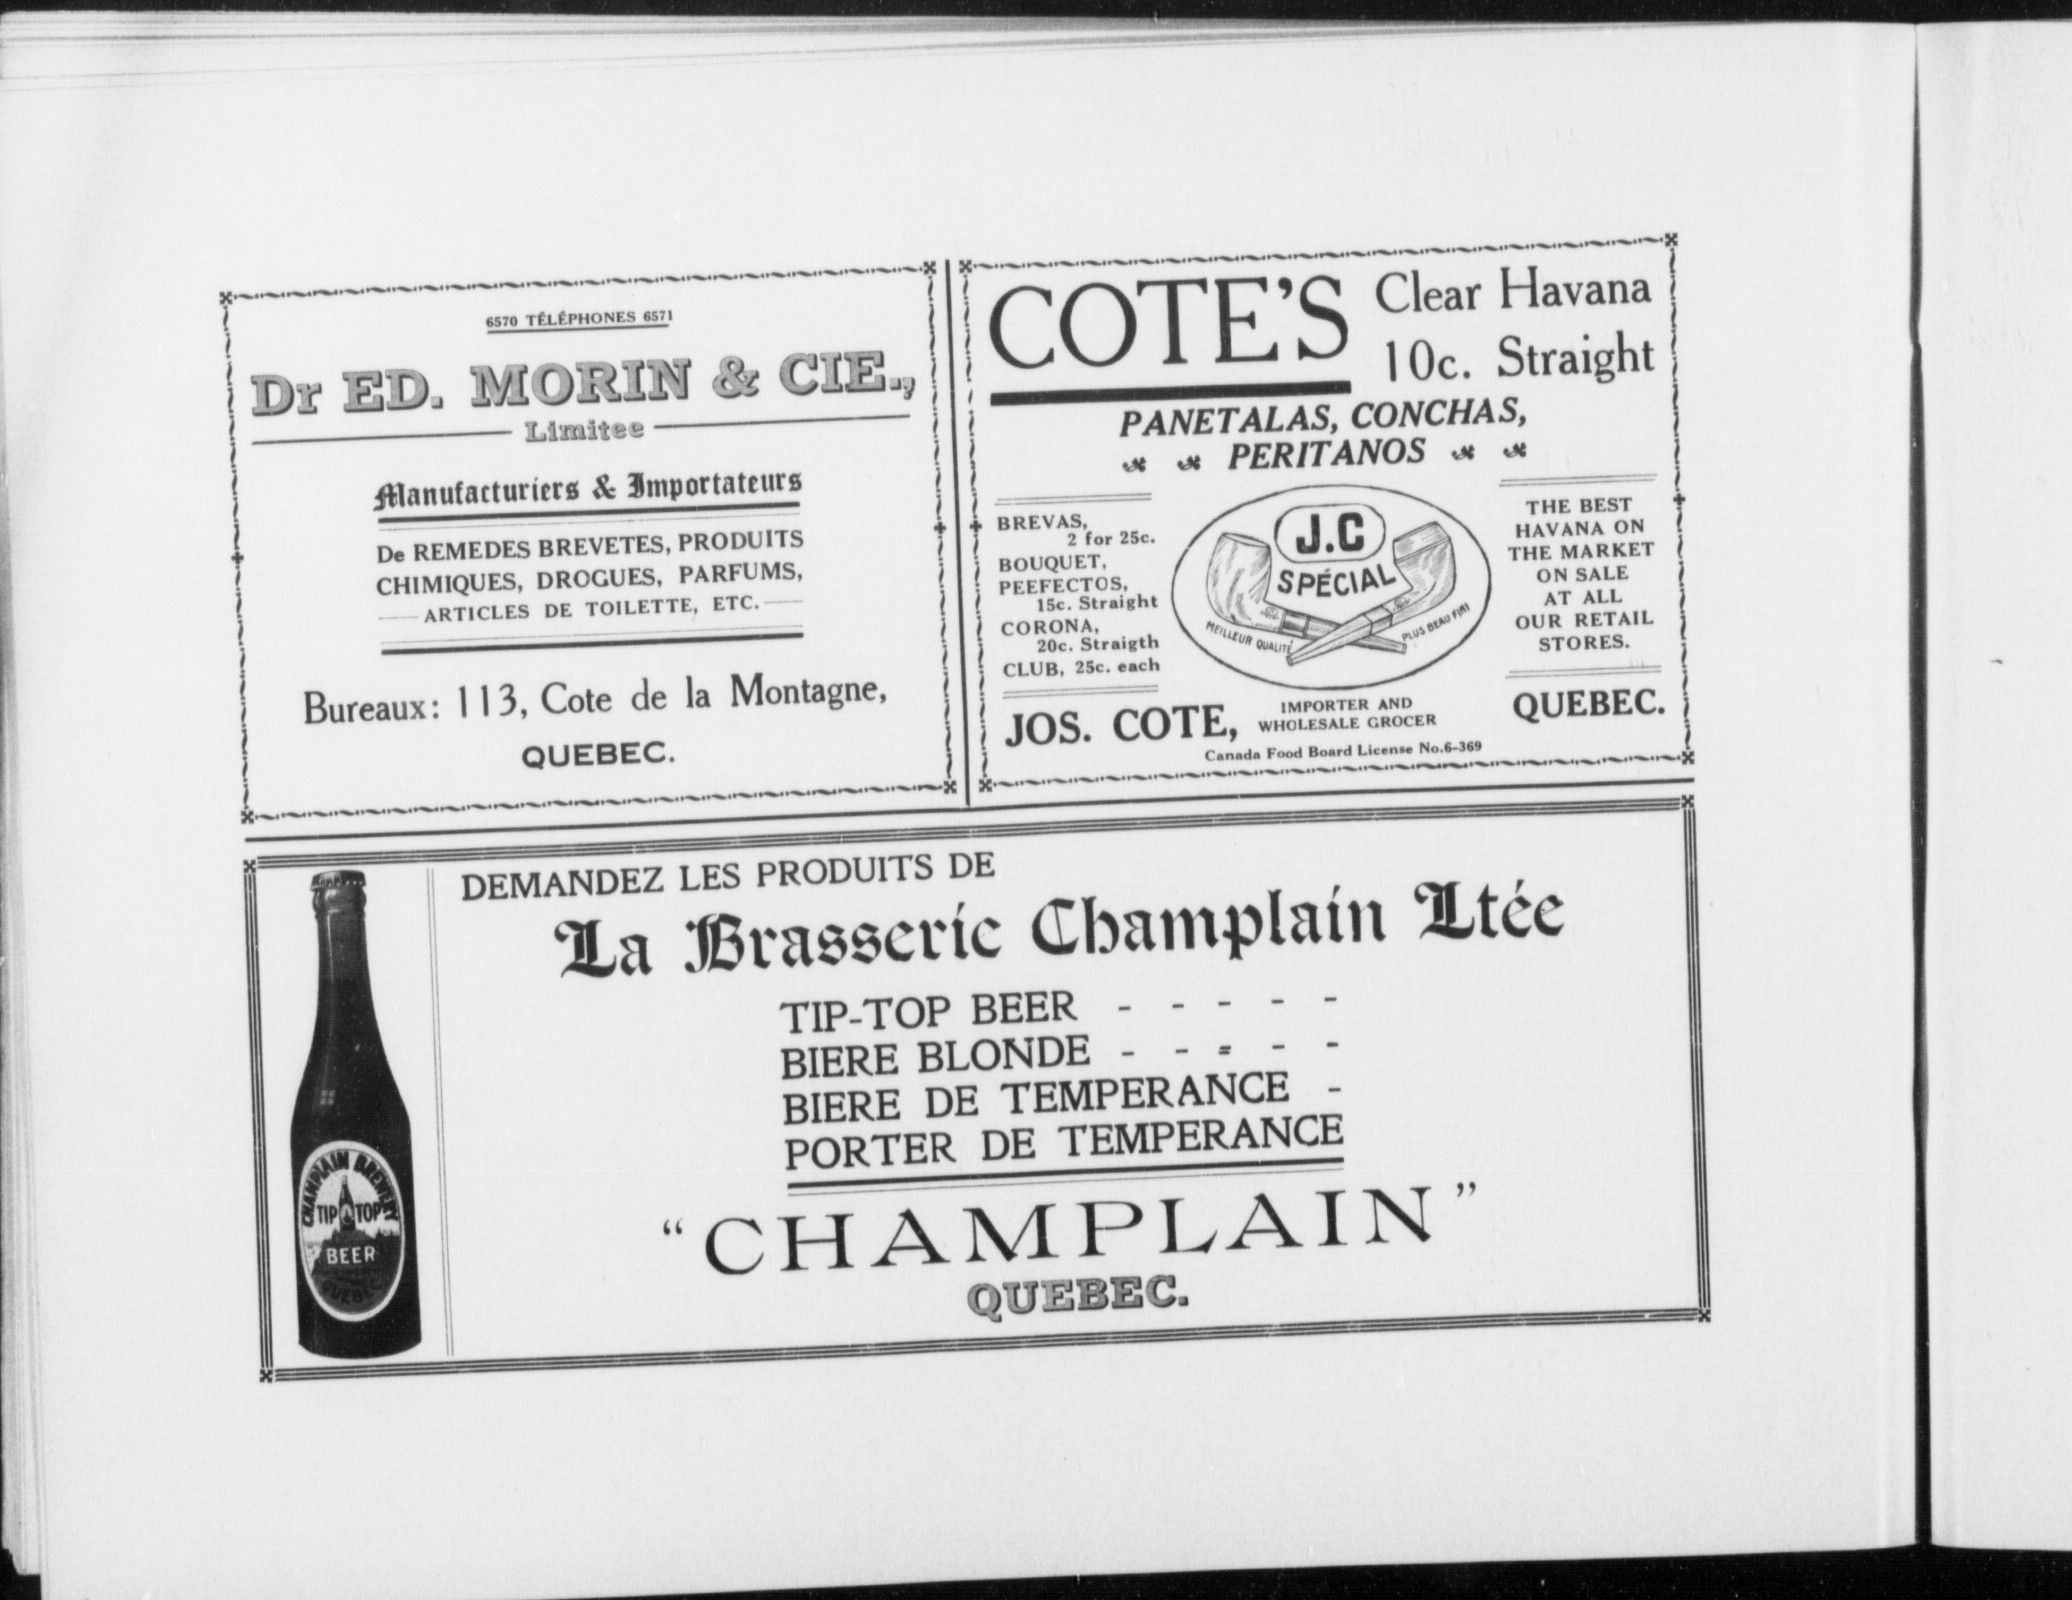 6570 TÉLÉPHONES 6571
Dr ED. MORIN & CIE.,
Limitee
Manufacturiers & Importateurs
De REMEDES BREVETES, PRODUITS
CHIMIQUES, DROGUES, PARFUMS,
ARTICLES DE TOILETTE, ETC.
Bureaux: 113, Cote de la Montagne,
QUEBEC.
COTE'S
Clear Havana
10c. Straight
PANETALAS, CONCHAS,
PERITANOS
BREVAS,
2 for 25c.
BOUQUET,
PEEFECTOS,
15c. Straight
CORONA,
20c. Straigth
CLUB, 25c. each
J.C
SPÉCIAL
MEILLEUR QUALITÉ
PLUS BEAU FINI
THE BEST
HAVANA ON
THE MARKET
ON SALE
AT ALL
OUR RETAIL
STORES.
JOS. COTE,
IMPORTER AND
WHOLESALE GROCER
QUEBEC.
Canada Food Board License No.6-369
DEMANDEZ LES PRODUITS DE
La Brasserie Champlain Ltée
TIP-TOP BEER - - - - -
BIERE BLONDE - - - - -
BIERE DE TEMPERANCE -
PORTER DE TEMPERANCE
"CHAMPLAIN"
QUEBEC.
CHAMPLAIN BREWERY
TIP TOP
BEER
QUEBEC